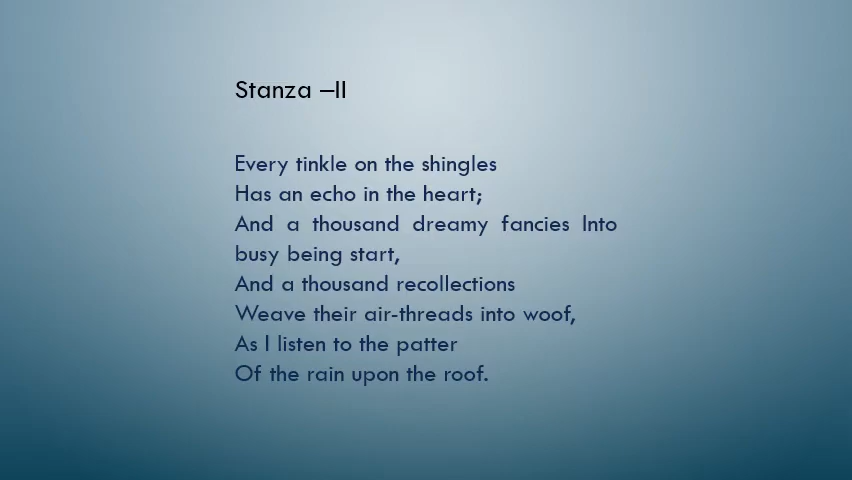 Stanza –II
Every tinkle on the shingles
Has an echo in the heart;
And a thousand dreamy fancies Into
busy being start,
And a thousand recollections
Weave their air-threads into woof,
As I listen to the patter
Of the rain upon the roof.